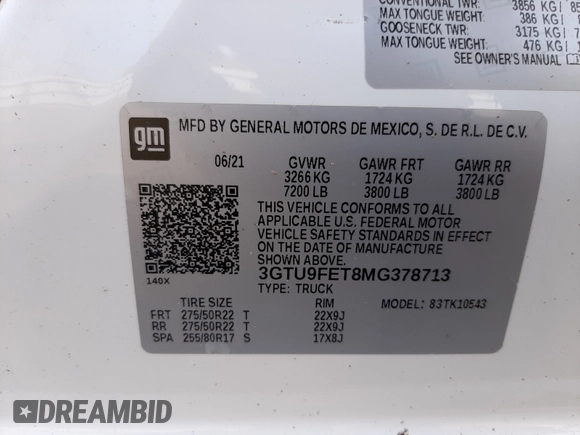 CONVENTIONAL TWR: 3856 KG/ 85
MAX TONGUE WEIGHT: 386 KG /
GOOSENECK TWR: 3175 KG/ 7
MAX TONGUE WEIGHT: 476 KG/ 1
SEE OWNER'S MANUAL
gm
MFD BY GENERAL MOTORS DE MEXICO, S. DE R.L. DE C.V.
06/21 GVWR GAWR FRT GAWR RR
3266 KG 1724 KG 1724 KG
7200 LB 3800 LB 3800 LB
THIS VEHICLE CONFORMS TO ALL
APPLICABLE U.S. FEDERAL MOTOR
VEHICLE SAFETY STANDARDS IN EFFECT
ON THE DATE OF MANUFACTURE
SHOWN ABOVE.
3GTU9FET8MG378713
140X TYPE: TRUCK
TIRE SIZE RIM MODEL: 83TK10543
FRT 275/50R22 T 22X9J
RR 275/50R22 T 22X9J
SPA 255/80R17 S 17X8J
DREAMBID